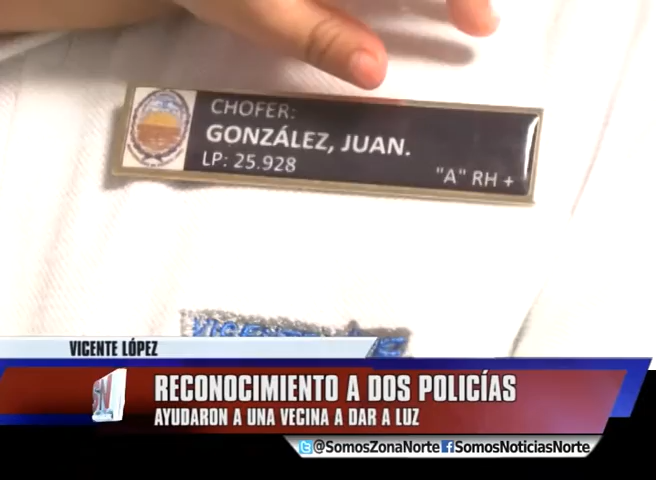 CHOFER:
GONZÁLEZ, JUAN.
LP: 25.928
"A" RH +
VICENTE
VICENTE LÓPEZ
RECONOCIMIENTO A DOS POLICÍAS
AYUDARON A UNA VECINA A DAR A LUZ
@SomosZonaNorte SomosNoticiasNorte